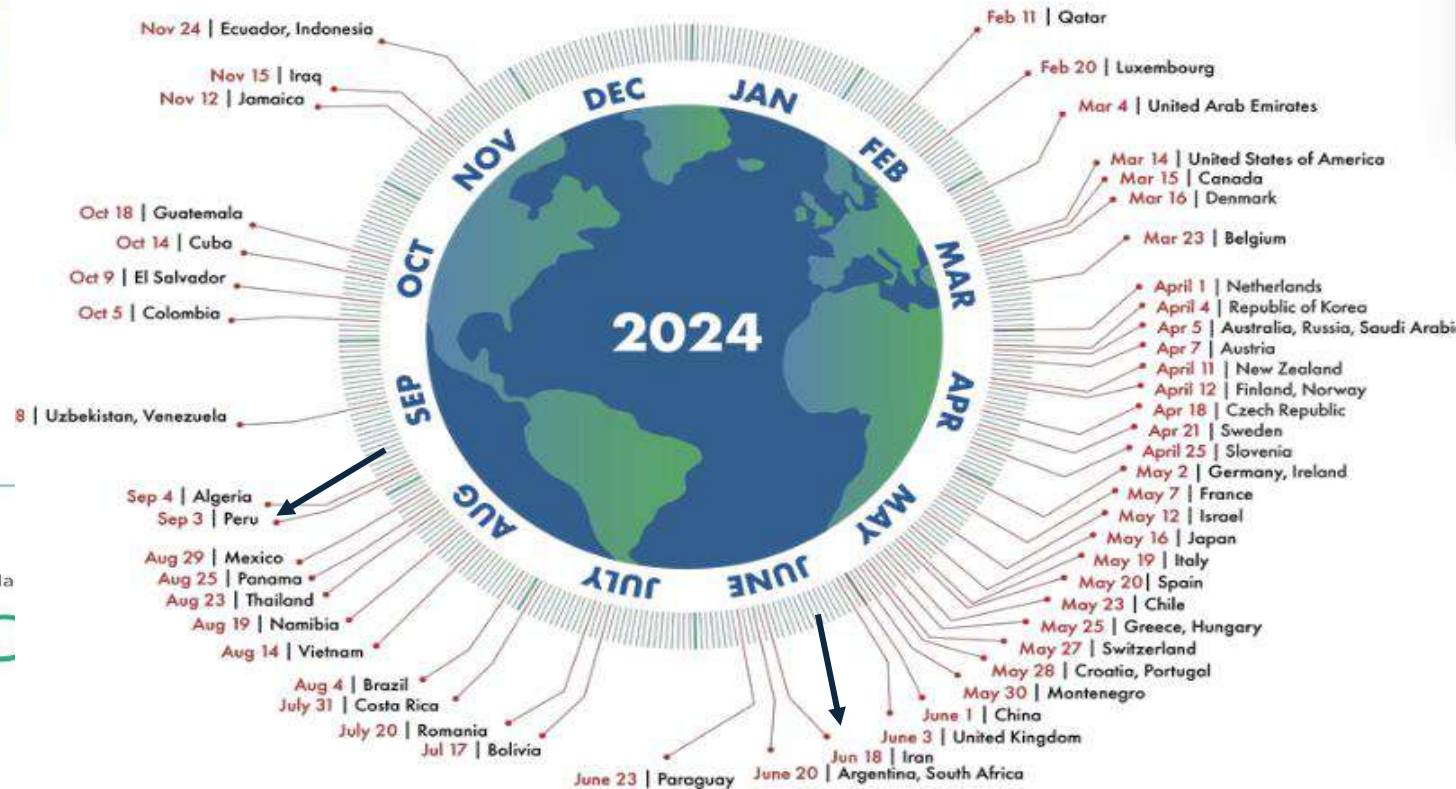 Nov 24 | Ecuador, Indonesia
Nov 15 | Iraq
Nov 12 | Jamaica
Oct 18 | Guatemala
Oct 14 | Cuba
Oct 9 | El Salvador
Oct 5 | Colombia
8 | Uzbekistan, Venezuela
Sep 4 | Algeria
Sep 3 | Peru
Aug 29 | Mexico
Aug 25 | Panama
Aug 23 | Thailand
Aug 19 | Namibia
Aug 14 | Vietnam
Aug 4 | Brazil
July 31 | Costa Rica
July 20 | Romania
Jul 17 | Bolivia
la
DEC
JAN
NOV
FEB
OCT
MAR
2024
SEP
APR
AUG
MAY
JULY
JUNE
Feb 11 | Qatar
Feb 20 | Luxembourg
Mar 4 | United Arab Emirates
Mar 14 | United States of America
Mar 15 | Canada
Mar 16 | Denmark
Mar 23 | Belgium
April 1 | Netherlands
April 4 | Republic of Korea
Apr 5 | Australia, Russia, Saudi Arabi
Apr 7 | Austria
April 11 | New Zealand
April 12 | Finland, Norway
Apr 18 | Czech Republic
Apr 21 | Sweden
April 25 | Slovenia
May 2 | Germany, Ireland
May 7 | France
May 12 | Israel
May 16 | Japan
May 19 | Italy
May 20| Spain
May 23 | Chile
May 25 | Greece, Hungary
May 27 | Switzerland
May 28 | Croatia, Portugal
May 30 | Montenegro
June 1 | China
June 3 | United Kingdom
Jun 18 | Iran
June 20 | Argentina, South Africa
June 23 | Paraguay